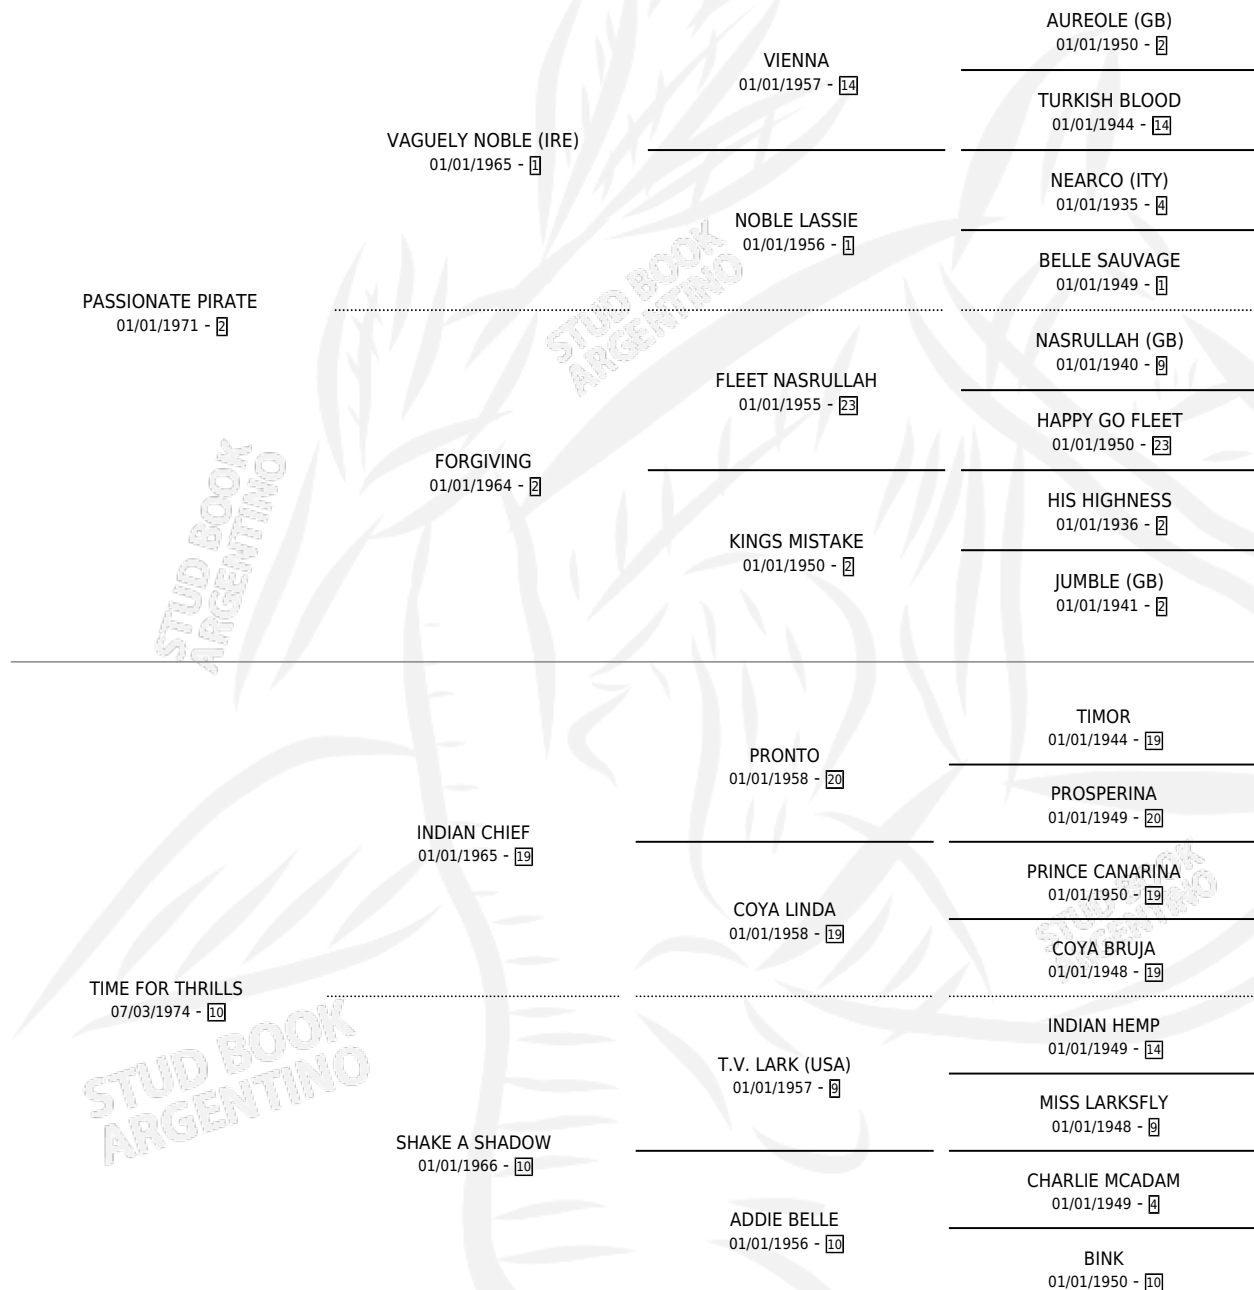 AUREOLE (GB)
01/01/1950 - 2
VIENNA
01/01/1957 - 14
TURKISH BLOOD
01/01/1944 - 14
VAGUELY NOBLE (IRE)
01/01/1965 - 1
NEARCO (ITY)
01/01/1935 - 4
NOBLE LASSIE
01/01/1956 - 1
BELLE SAUVAGE
01/01/1949 - 1
PASSIONATE PIRATE
01/01/1971 - 2
NASRULLAH (GB)
01/01/1940 - 9
FLEET NASRULLAH
01/01/1955 - 23
HAPPY GO FLEET
01/01/1950 - 23
FORGIVING
01/01/1964 - 2
HIS HIGHNESS
01/01/1936 - 2
KINGS MISTAKE
01/01/1950 - 2
JUMBLE (GB)
01/01/1941 - 2
TIMOR
01/01/1944 - 19
PRONTO
01/01/1958 - 20
PROSPERINA
01/01/1949 - 20
INDIAN CHIEF
01/01/1965 - 19
PRINCE CANARINA
01/01/1950 - 19
COYA LINDA
01/01/1958 - 19
COYA BRUJA
01/01/1948 - 19
TIME FOR THRILLS
07/03/1974 - 10
INDIAN HEMP
01/01/1949 - 14
T.V. LARK (USA)
01/01/1957 - 9
MISS LARKSFLY
01/01/1948 - 9
SHAKE A SHADOW
01/01/1966 - 10
CHARLIE MCADAM
01/01/1949 - 4
ADDIE BELLE
01/01/1956 - 10
BINK
01/01/1950 - 10
STUD BOOK
ARGENTINO
STUD BOOK
ARGENTINO
STUD BOOK
ARGENTINO
STUD BOOK
ARGENTINO